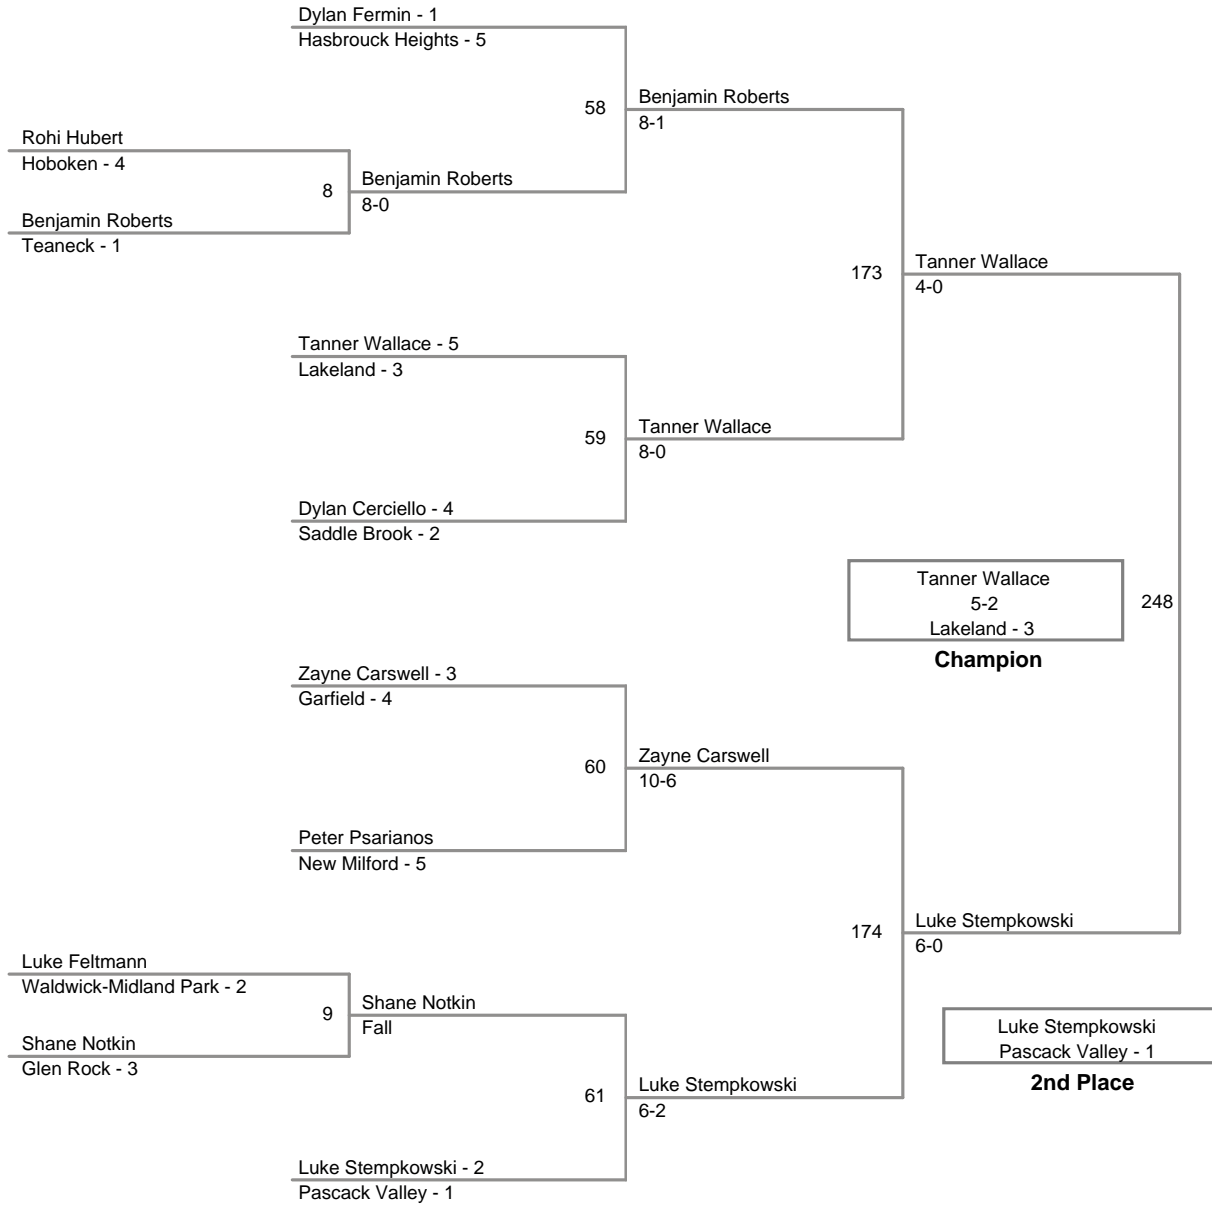 Dylan Fermin - 1
Hasbrouck Heights - 5
58
Benjamin Roberts
8-1
Rohi Hubert
Hoboken - 4
8
Benjamin Roberts
8-0
Benjamin Roberts
Teaneck - 1
173
Tanner Wallace
4-0
Tanner Wallace - 5
Lakeland - 3
59
Tanner Wallace
8-0
Dylan Cerciello - 4
Saddle Brook - 2
Tanner Wallace
5-2
Lakeland - 3
Champion
248
Zayne Carswell - 3
Garfield - 4
60
Zayne Carswell
10-6
Peter Psarianos
New Milford - 5
174
Luke Stempkowski
6-0
Luke Feltmann
Waldwick-Midland Park - 2
9
Shane Notkin
Fall
Shane Notkin
Glen Rock - 3
Luke Stempkowski
Pascack Valley - 1
2nd Place
61
Luke Stempkowski
6-2
Luke Stempkowski - 2
Pascack Valley - 1